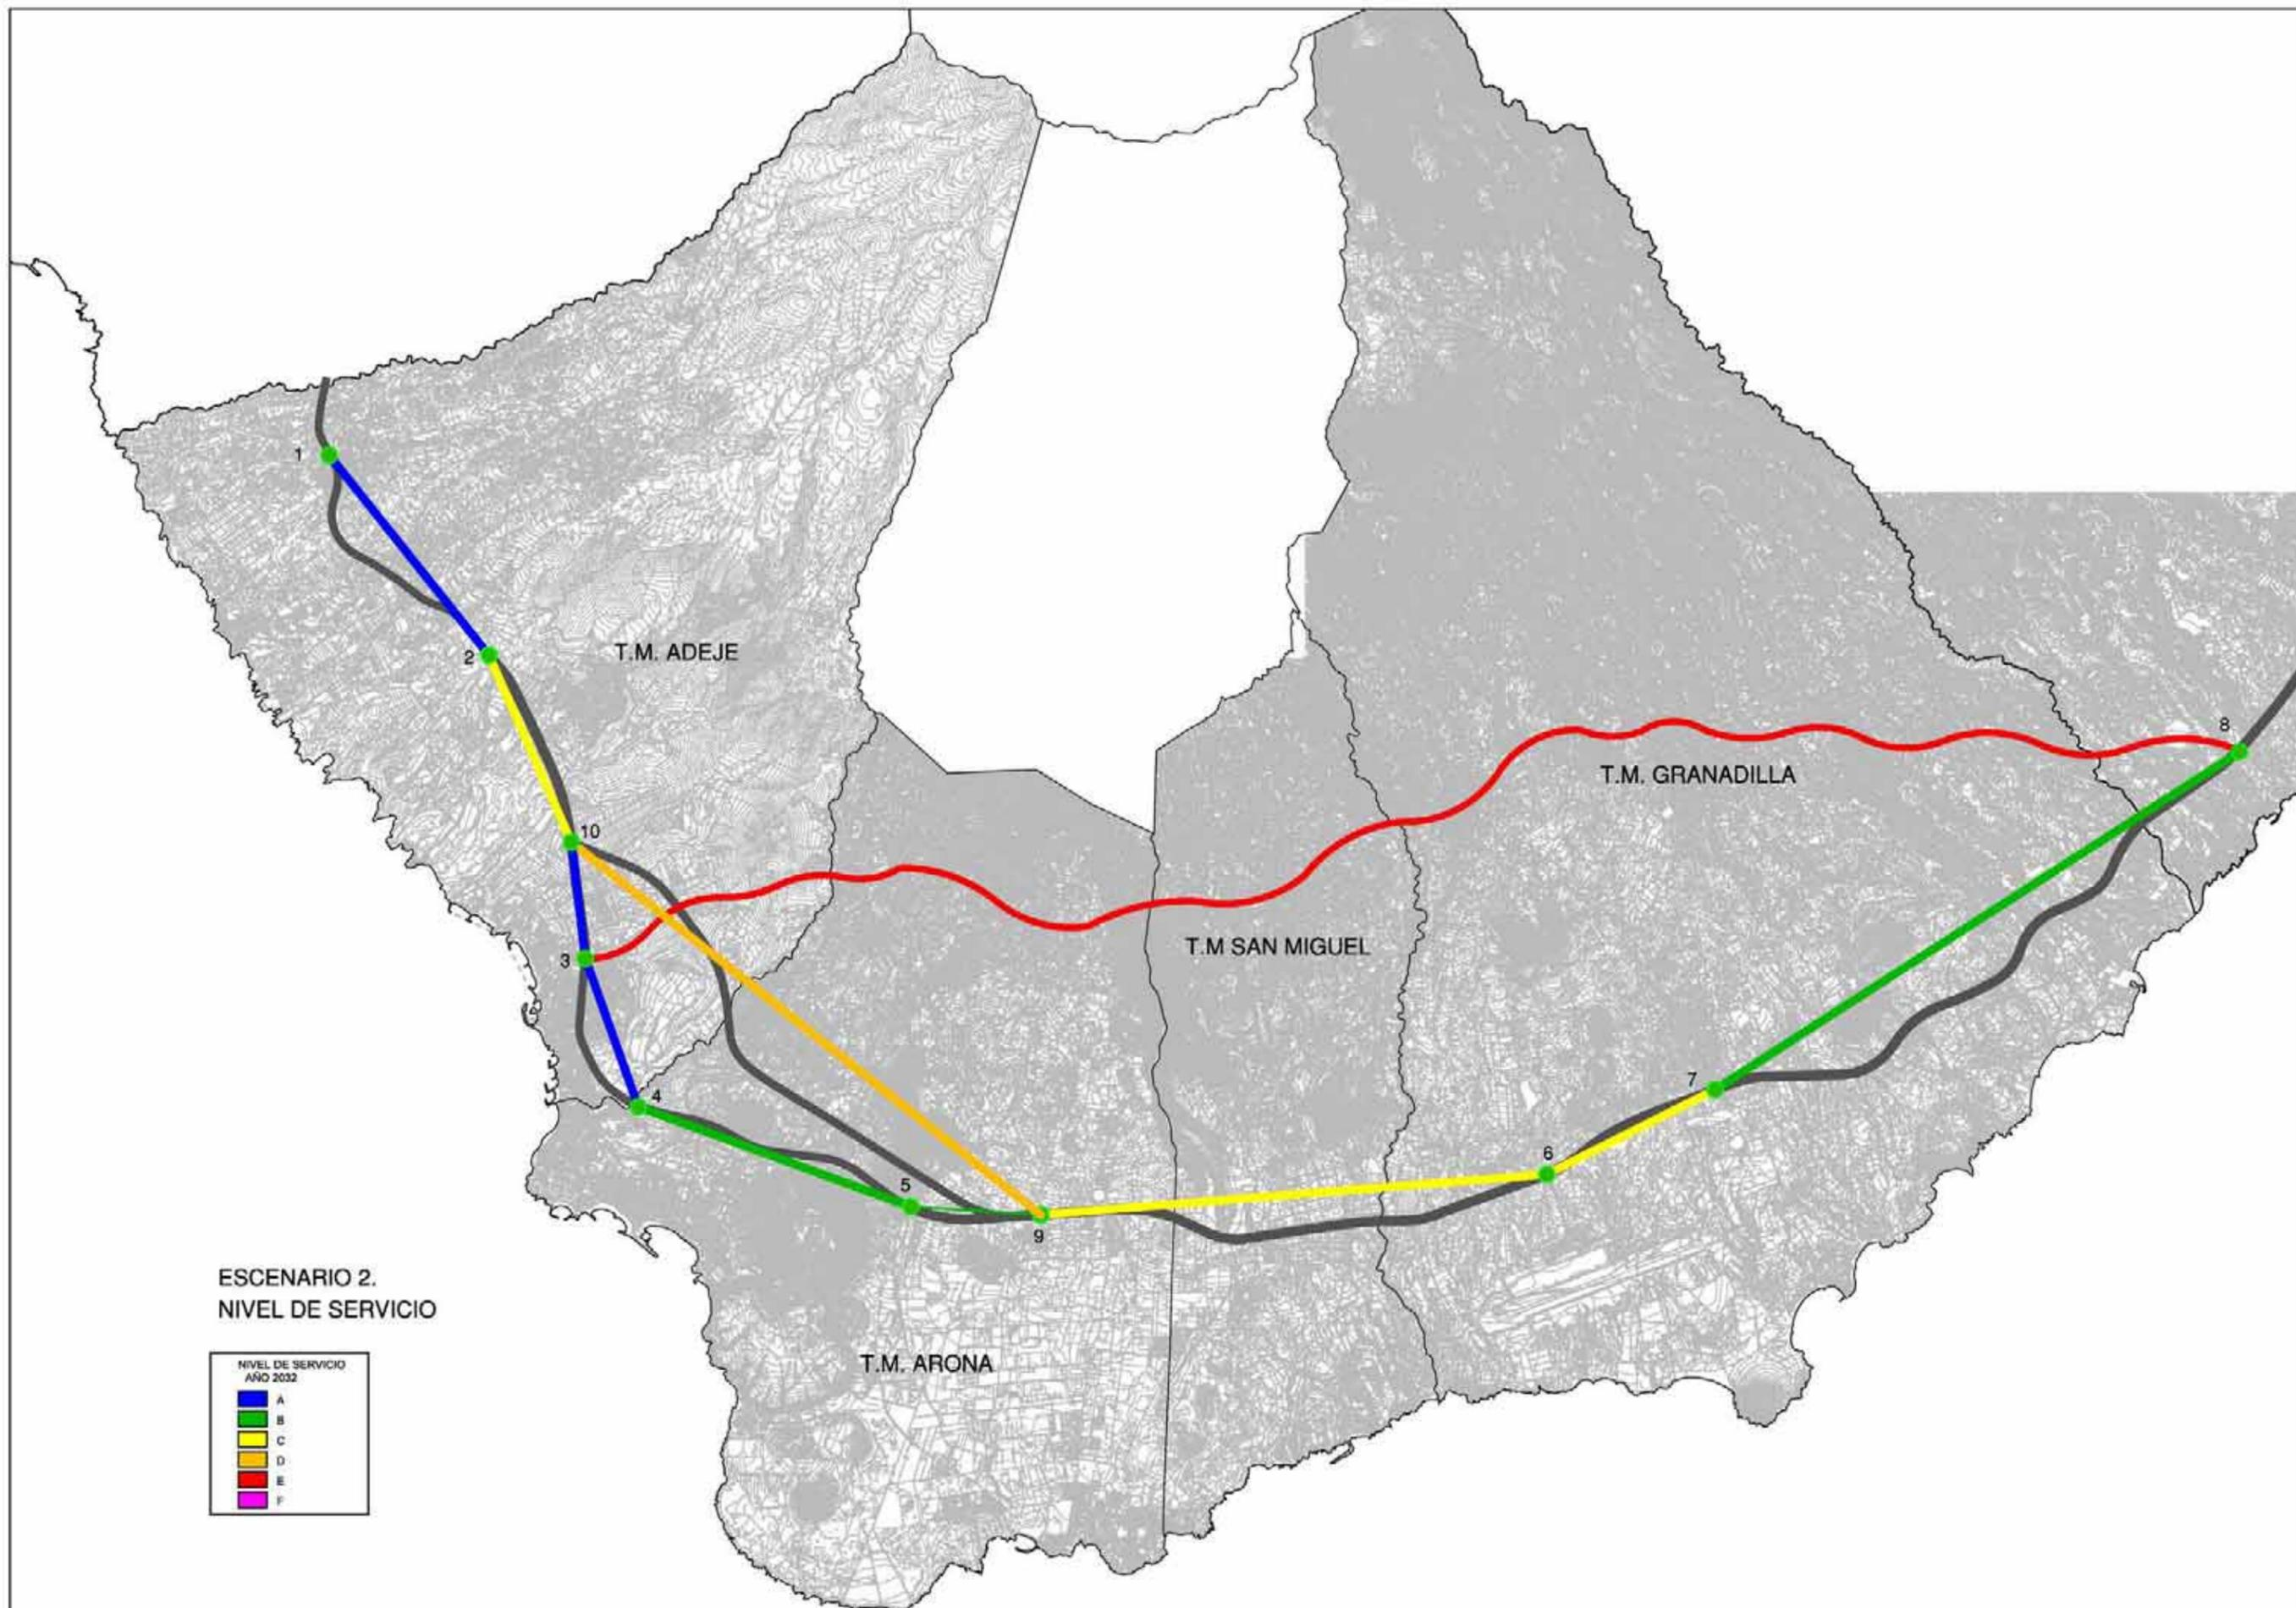 1
2
T.M. ADEJE
8
T.M. GRANADILLA
10
T.M SAN MIGUEL
3
7
4
6
5
9
ESCENARIO 2.
NIVEL DE SERVICIO
T.M. ARONA
NIVEL DE SERVICIO
AÑO 2032
A
B
C
D
E
F